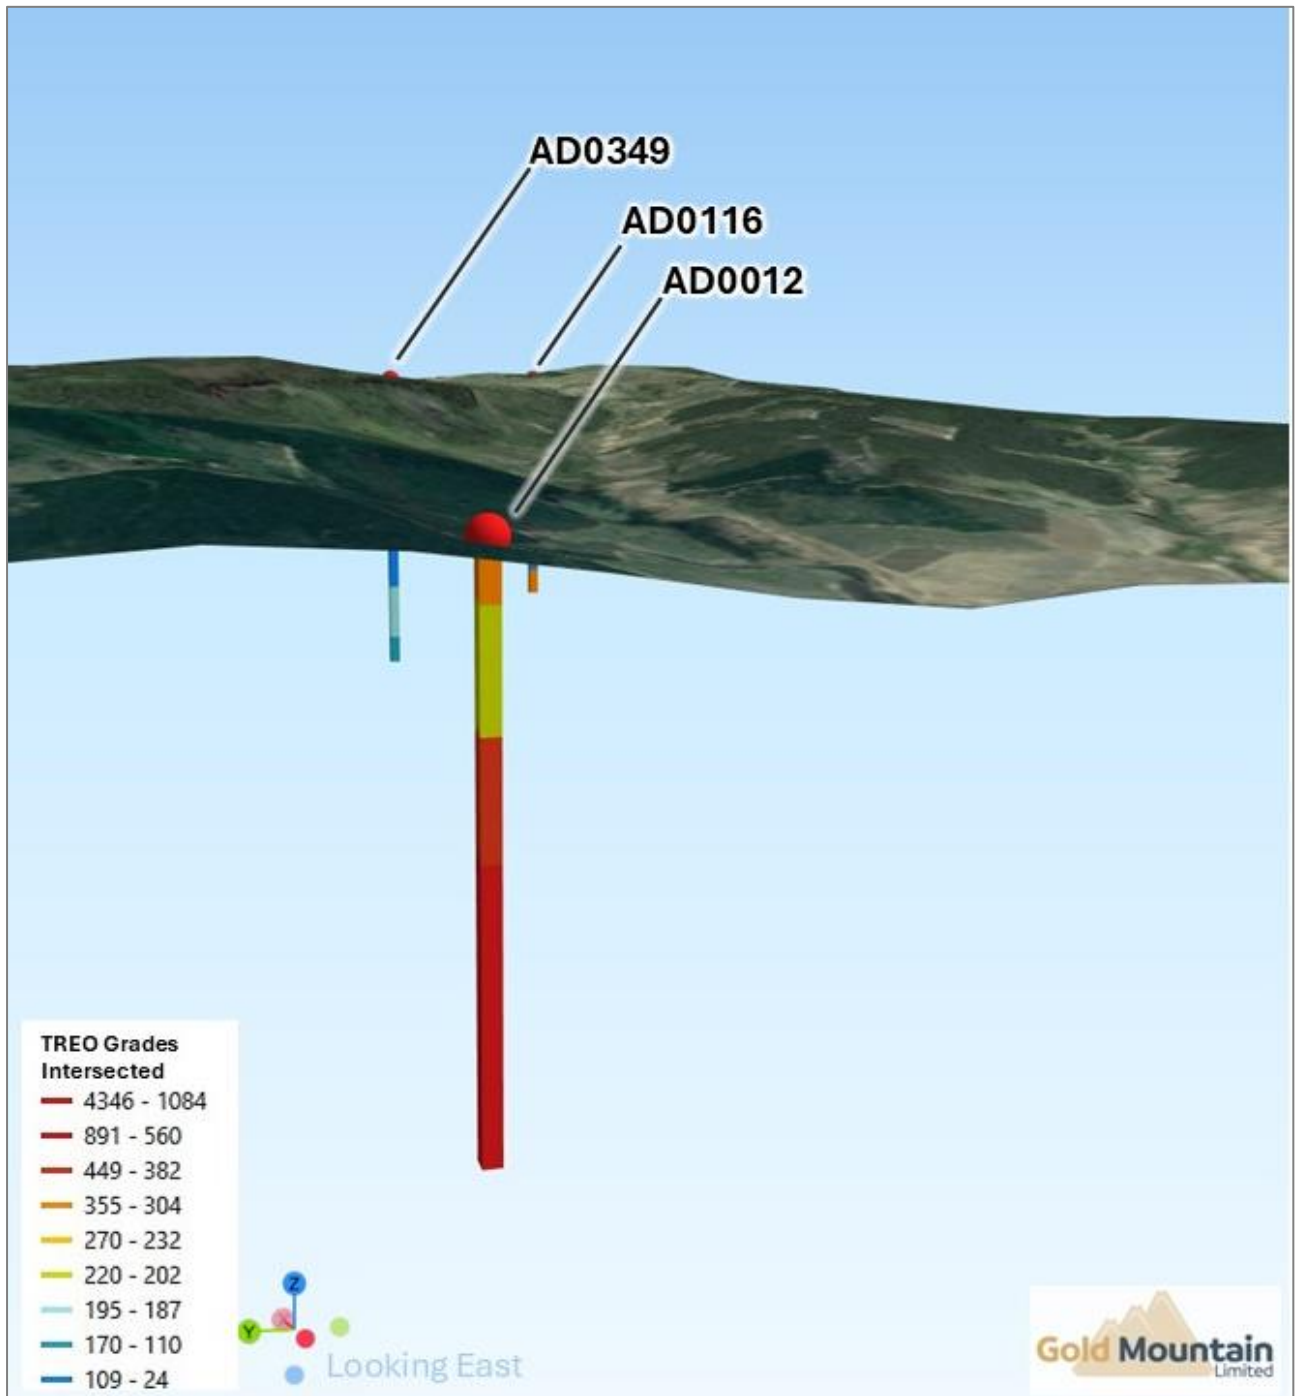 AD0349
AD0116
AD0012
TREO Grades
Intersected
4346 - 1084
891 - 560
449 - 382
355 - 304
270 - 232
220 - 202
195 - 187
170 - 110
109 - 24
Z
X
Y
Looking East
Gold Mountain
Limited